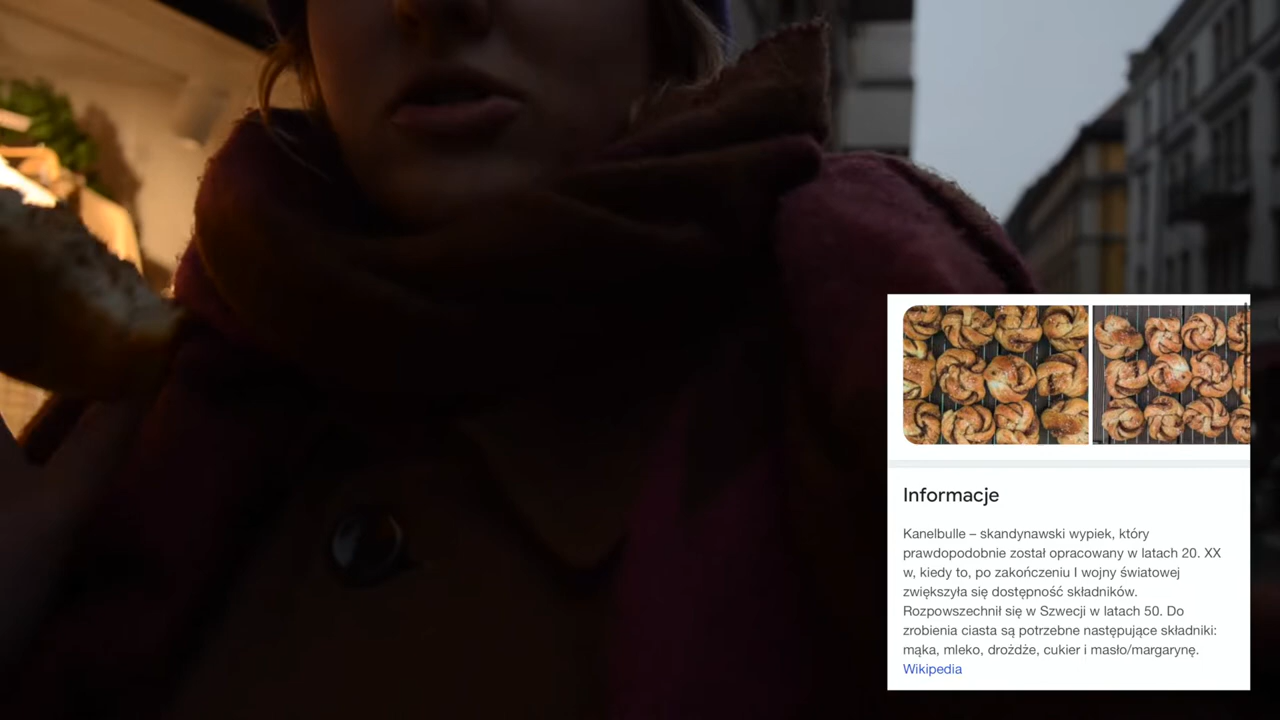 Informacje
Kanelbulle – skandynawski wypiek, który
prawdopodobnie został opracowany w latach 20. XX
w, kiedy to, po zakończeniu I wojny światowej
zwiększyła się dostępność składników.
Rozpowszechnił się w Szwecji w latach 50. Do
zrobienia ciasta są potrzebne następujące składniki:
mąka, mleko, drożdże, cukier i masło/margarynę.
Wikipedia